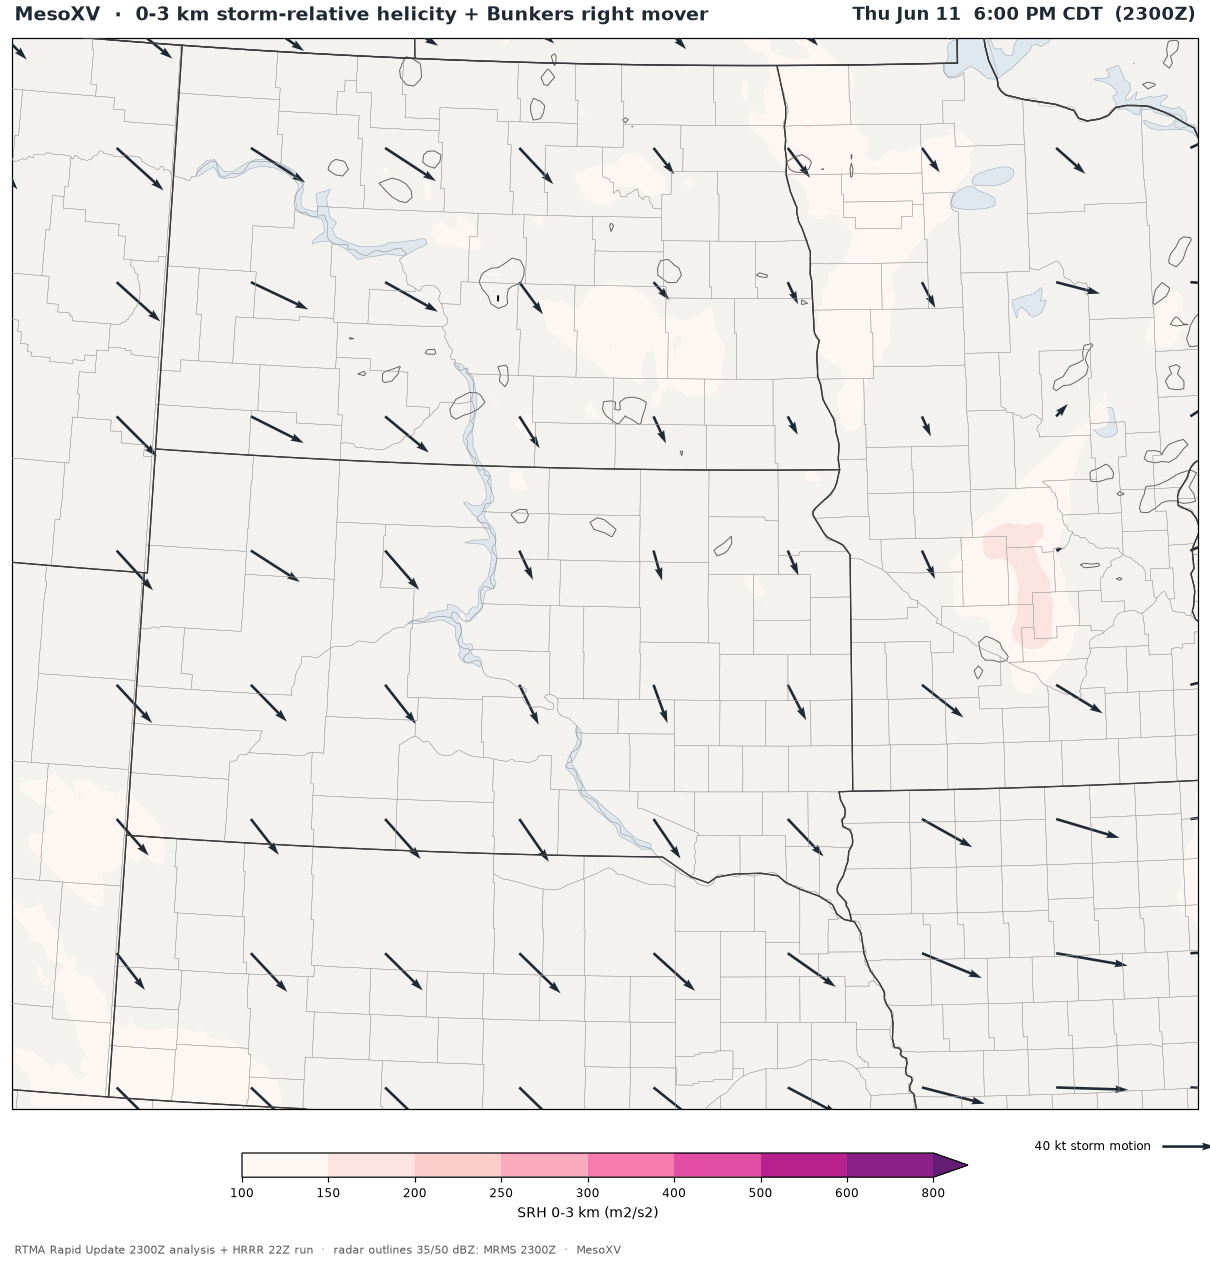 MesoXV · 0-3 km storm-relative helicity + Bunkers right mover
Thu Jun 11 6:00 PM CDT (2300Z)
40 kt storm motion
100 150 200 250 300 400 500 600 800
SRH 0-3 km (m2/s2)
RTMA Rapid Update 2300Z analysis + HRRR 22Z run · radar outlines 35/50 dBZ: MRMS 2300Z · MesoXV